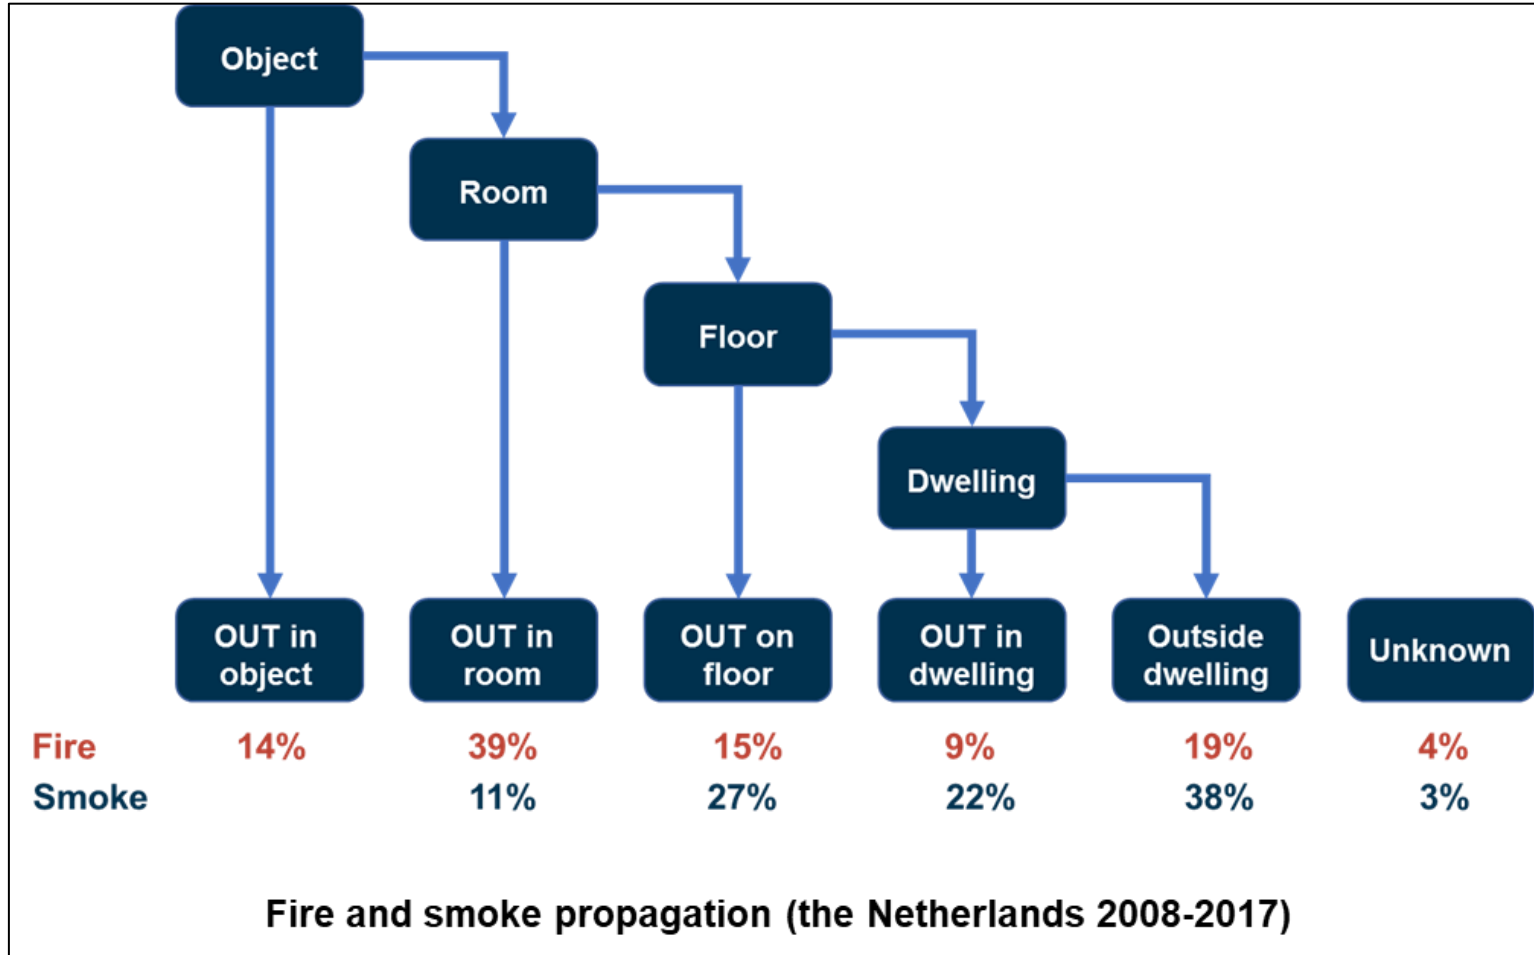 Object
Room
Floor
Dwelling
OUT in
object
OUT in
room
OUT on
floor
OUT in
dwelling
Outside
dwelling
Unknown
Fire 14% 39% 15% 9% 19% 4%
Smoke 11% 27% 22% 38% 3%
Fire and smoke propagation (the Netherlands 2008-2017)